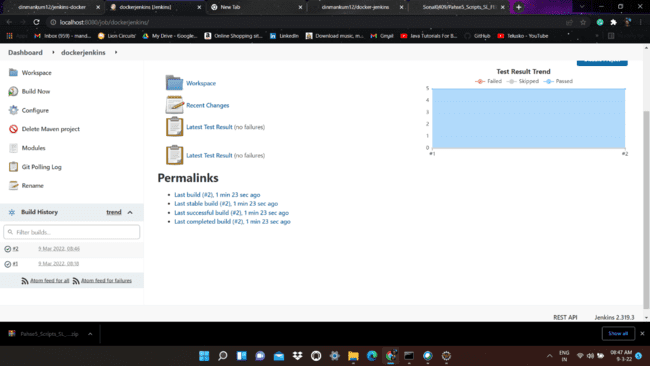 dnmankum12/jenkins-docker
dockerjenkins [Jenkins]
New Tab
dnmankum12/docker-jenkins
localhost:8086/job/dockerjenkins/
Inbox (959) - mand...
Lion Circuits
My Drive - Google...
Online Shopping sit...
LinkedIn
Download music, m...
Gmail
Java Tutorials For B...
GitHub
Telusko - YouTube
Dashboard
dockerjenkins
Workspace
Build Now
Configure
Delete Maven project
Modules
Git Polling Log
Rename
Build History
trend
Filter builds...
#2
9 Mar 2022, 08:46
#1
9 Mar 2022, 08:18
Atom feed for all
Atom feed for failures
Workspace
Recent Changes
Latest Test Result (no failures)
Latest Test Result (no failures)
Permalinks
Last build (#2), 1 min 23 sec ago
Last stable build (#2), 1 min 23 sec ago
Last successful build (#2), 1 min 23 sec ago
Last completed build (#2), 1 min 23 sec ago
Test Result Trend
Failed
Skipped
Passed
5
4
3
2
1
0
#1
#2
REST API
Jenkins 2.319.3
Show all
ENG
IN
08:47 AM
9-3-22